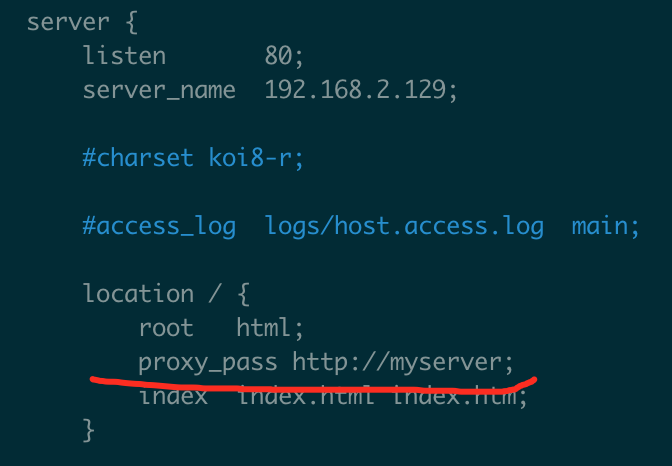 server {
listen 80;
server_name 192.168.2.129;
#charset koi8-r;
#access_log logs/host.access.log main;
location / {
root html;
proxy_pass http://myserver;
index index.html index.htm;
}